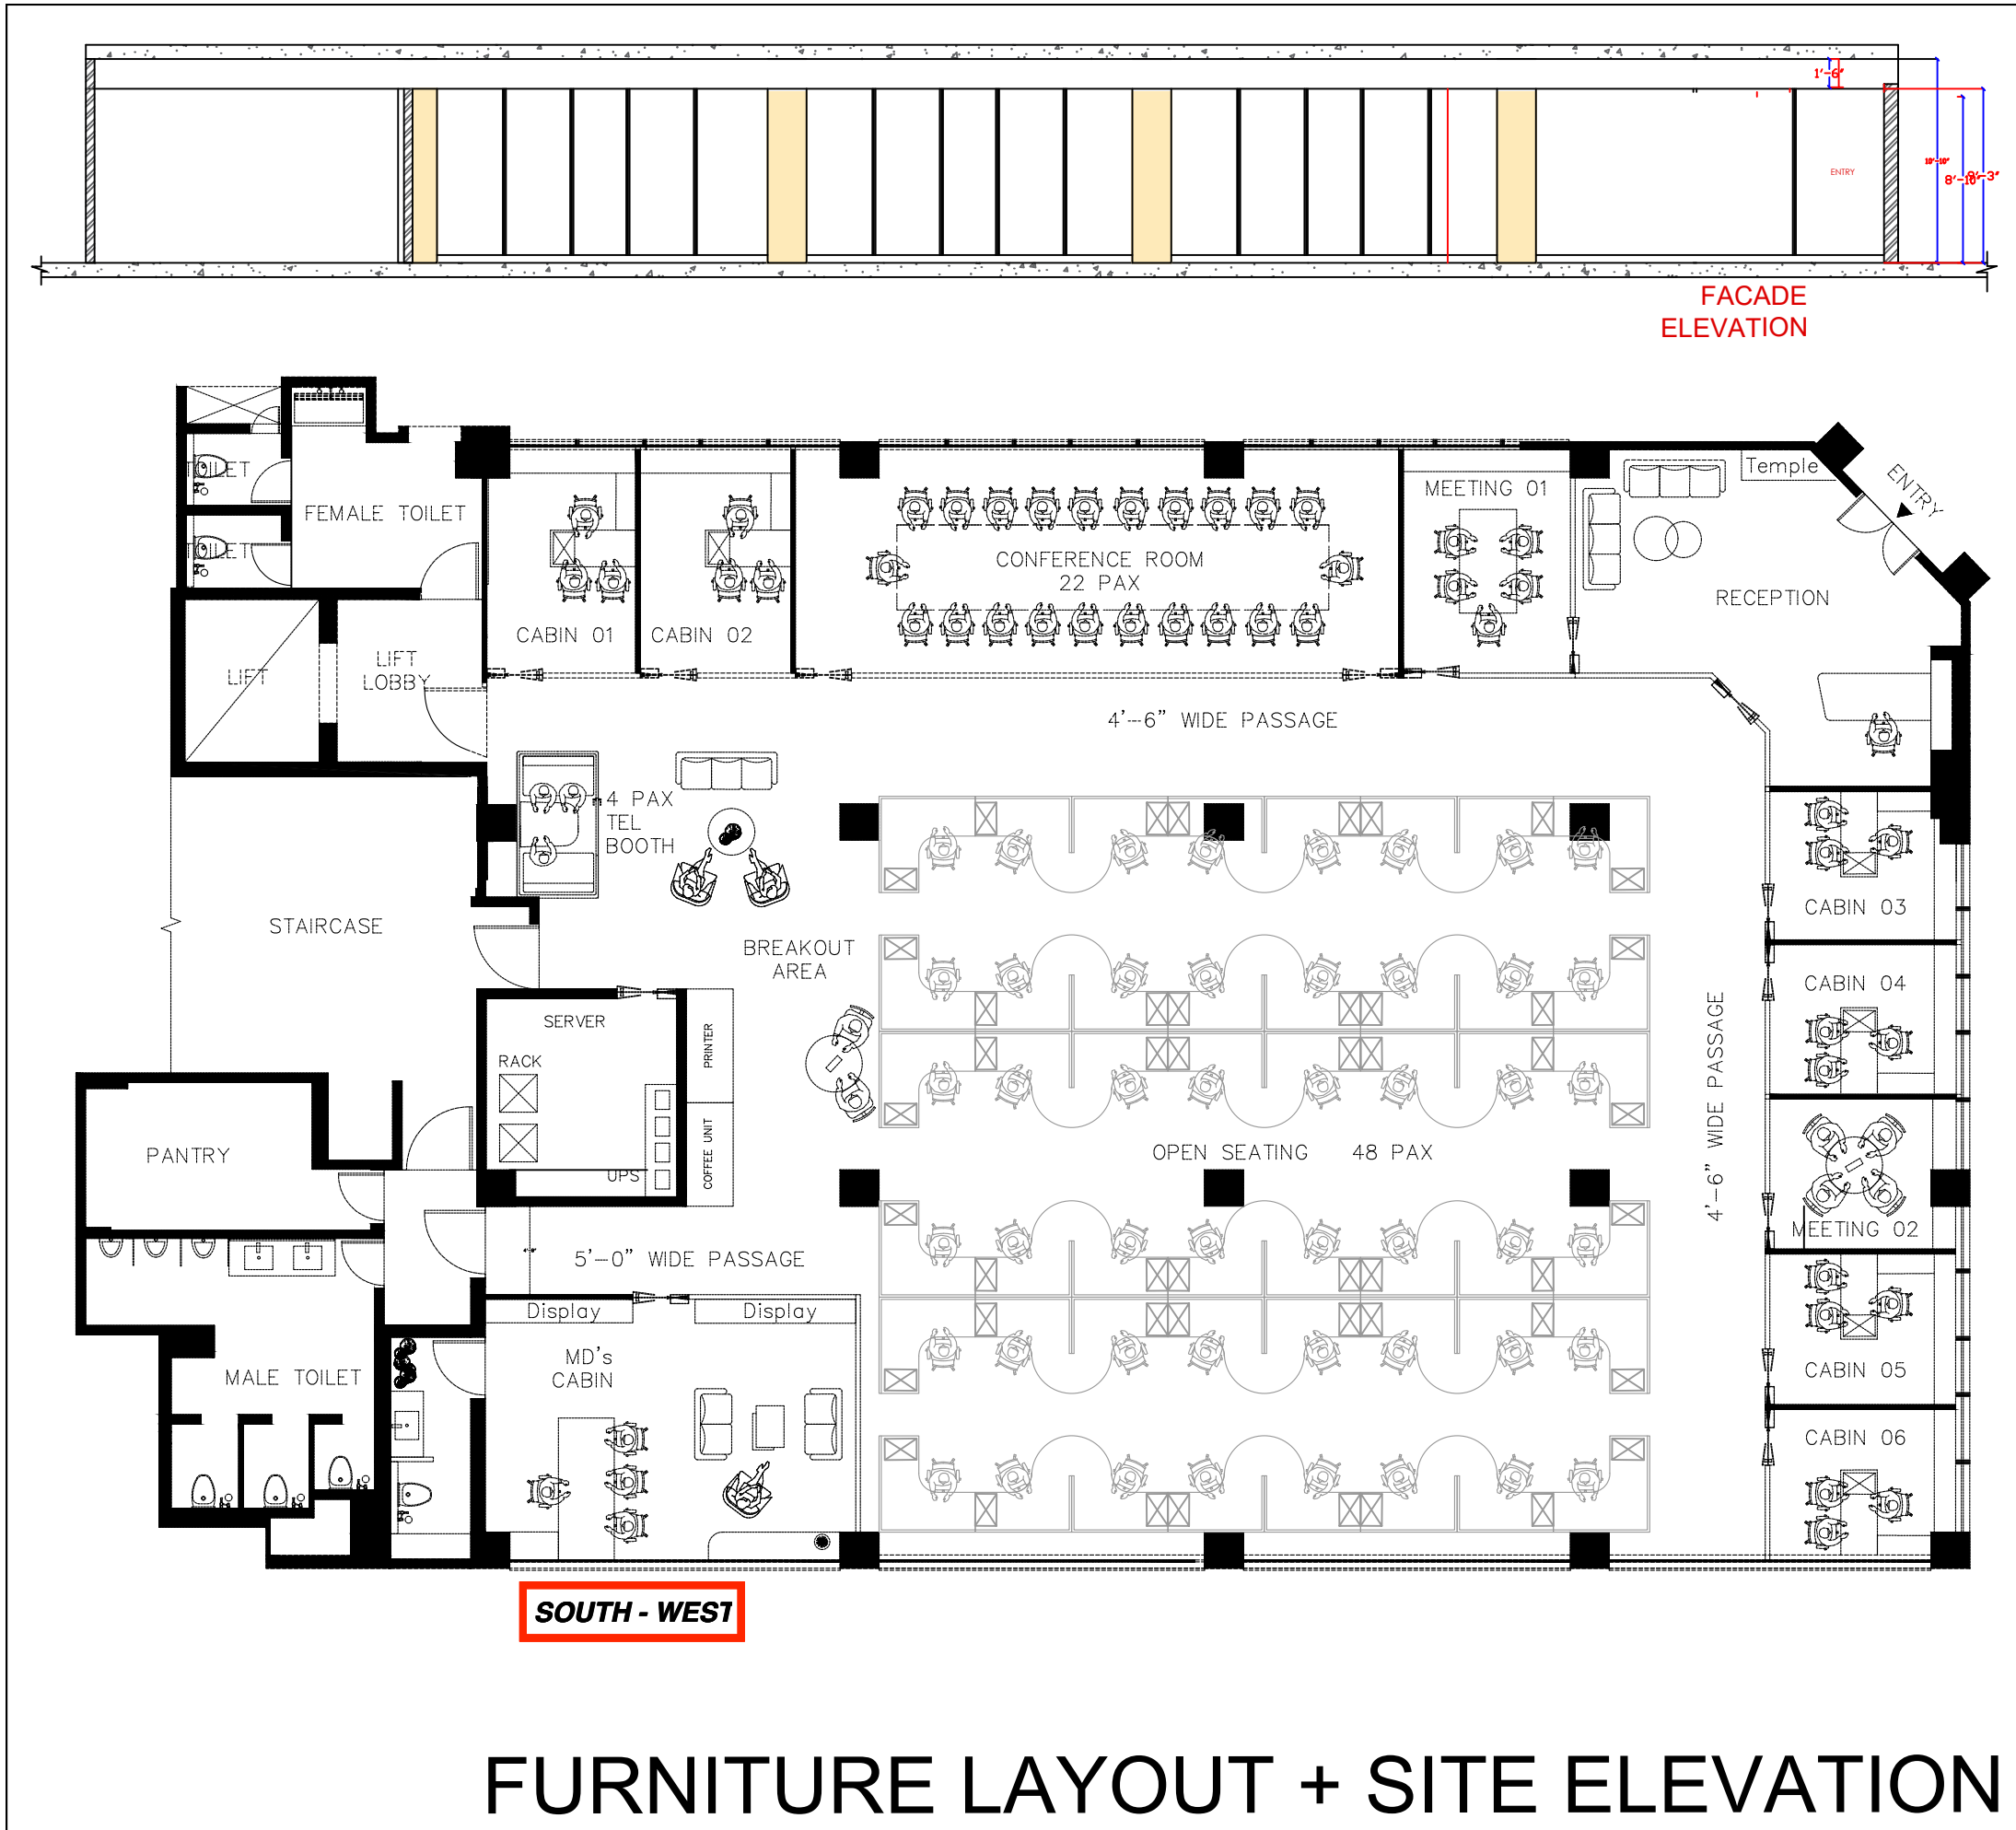 1'-6"
10'-10"
ENTRY
8'-10"
9'-3"
FACADE
ELEVATION
TOILET
TOILET
FEMALE TOILET
LIFT
LIFT
LOBBY
CABIN 01
CABIN 02
CONFERENCE ROOM
22 PAX
MEETING 01
Temple
ENTRY
RECEPTION
4'-6" WIDE PASSAGE
4 PAX
TEL
BOOTH
STAIRCASE
BREAKOUT
AREA
CABIN 03
CABIN 04
SERVER
RACK
UPS
PRINTER
COFFEE UNIT
PANTRY
OPEN SEATING 48 PAX
4'-6" WIDE PASSAGE
MEETING 02
5'-0" WIDE PASSAGE
Display
Display
MD's
CABIN
MALE TOILET
CABIN 05
CABIN 06
SOUTH - WEST
FURNITURE LAYOUT + SITE ELEVATION